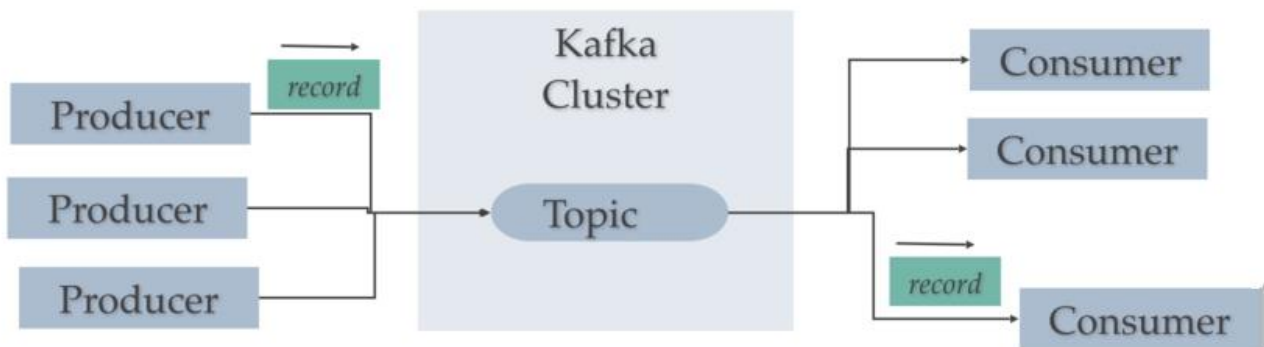 Kafka
Cluster
record
Producer
Producer
Producer
Topic
Consumer
Consumer
record
Consumer